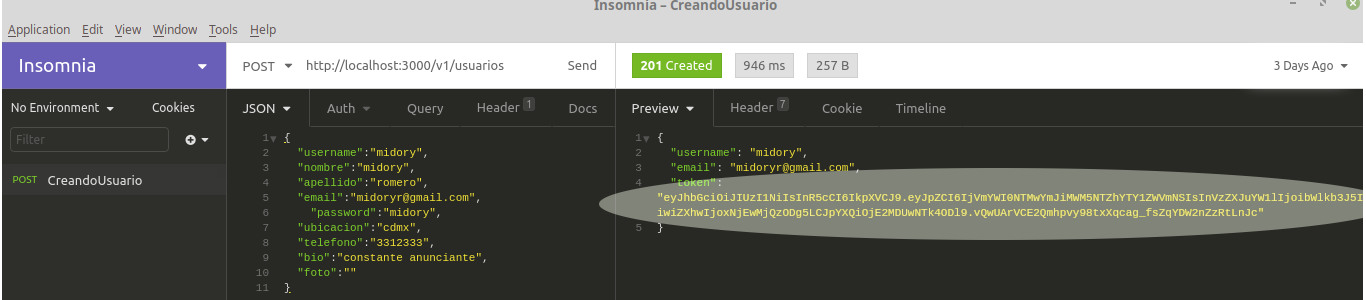 Insomnia – CreandoUsuario
Application Edit View Window Tools Help
Insomnia
POST http://localhost:3000/v1/usuarios Send
201 Created 946 ms 257 B
3 Days Ago
No Environment Cookies
JSON Auth Query Header 1 Docs
Preview Header 7 Cookie Timeline
Filter
POST CreandoUsuario
1 {
2 "username":"midory",
3 "nombre":"midory",
4 "apellido":"romero",
5 "email":"midoryr@gmail.com",
6 "password":"midory",
7 "ubicacion":"cdmx",
8 "telefono":"3312333",
9 "bio":"constante anunciante",
10 "foto":""
11 }
1 {
2 "username": "midory",
3 "email": "midoryr@gmail.com",
4 "token":
5 }